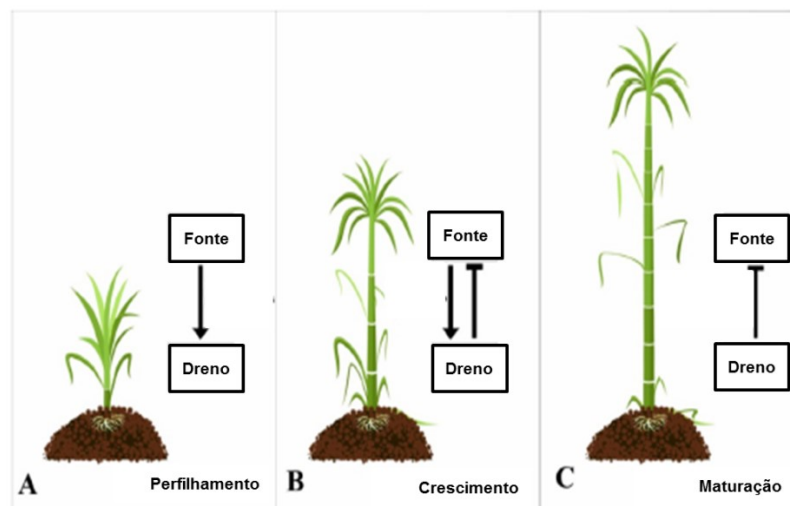 Fonte
Dreno
A
Perfilhamento
Fonte
Dreno
B
Crescimento
Fonte
Dreno
C
Maturação